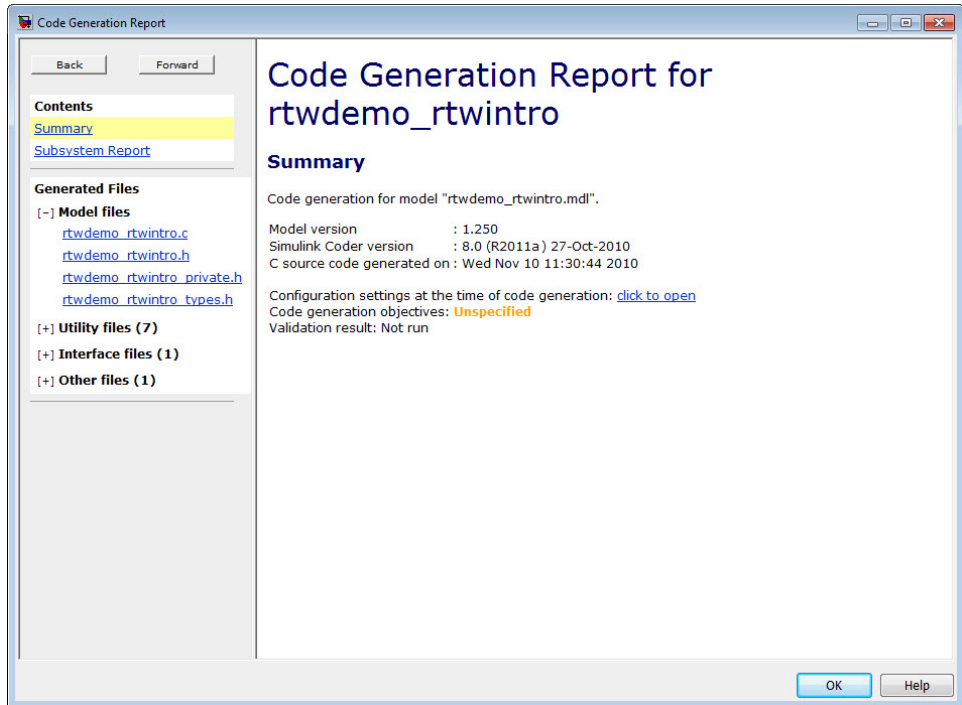 Code Generation Report
Back Forward
Contents
Summary
Subsystem Report
Generated Files
[-] Model files
rtwdemo_rtwintro.c
rtwdemo_rtwintro.h
rtwdemo_rtwintro_private.h
rtwdemo_rtwintro_types.h
[+] Utility files (7)
[+] Interface files (1)
[+] Other files (1)
Code Generation Report for
rtwdemo_rtwintro
Summary
Code generation for model "rtwdemo_rtwintro.mdl".
Model version : 1.250
Simulink Coder version : 8.0 (R2011a) 27-Oct-2010
C source code generated on : Wed Nov 10 11:30:44 2010
Configuration settings at the time of code generation: click to open
Code generation objectives: Unspecified
Validation result: Not run
OK Help